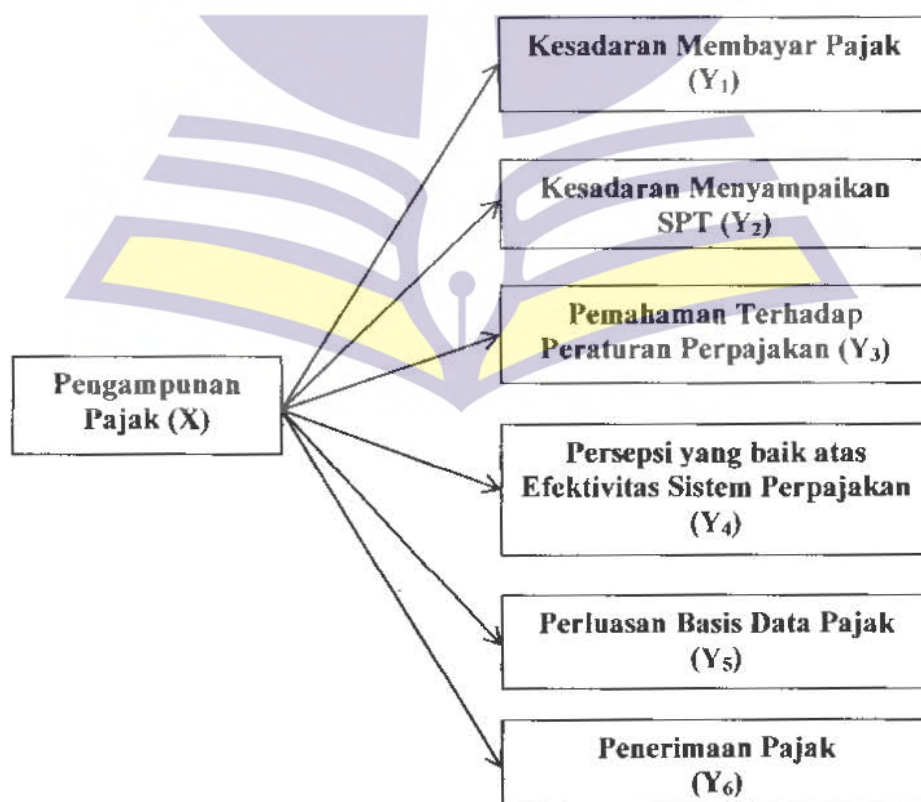 Kesadaran Membayar Pajak
(Y₁)
Kesadaran Menyampaikan
SPT (Y₂)
Pemahaman Terhadap
Peraturan Perpajakan (Y₃)
Pengampunan
Pajak (X)
Persepsi yang baik atas
Efektivitas Sistem Perpajakan
(Y₄)
Perluasan Basis Data Pajak
(Y₅)
Penerimaan Pajak
(Y₆)